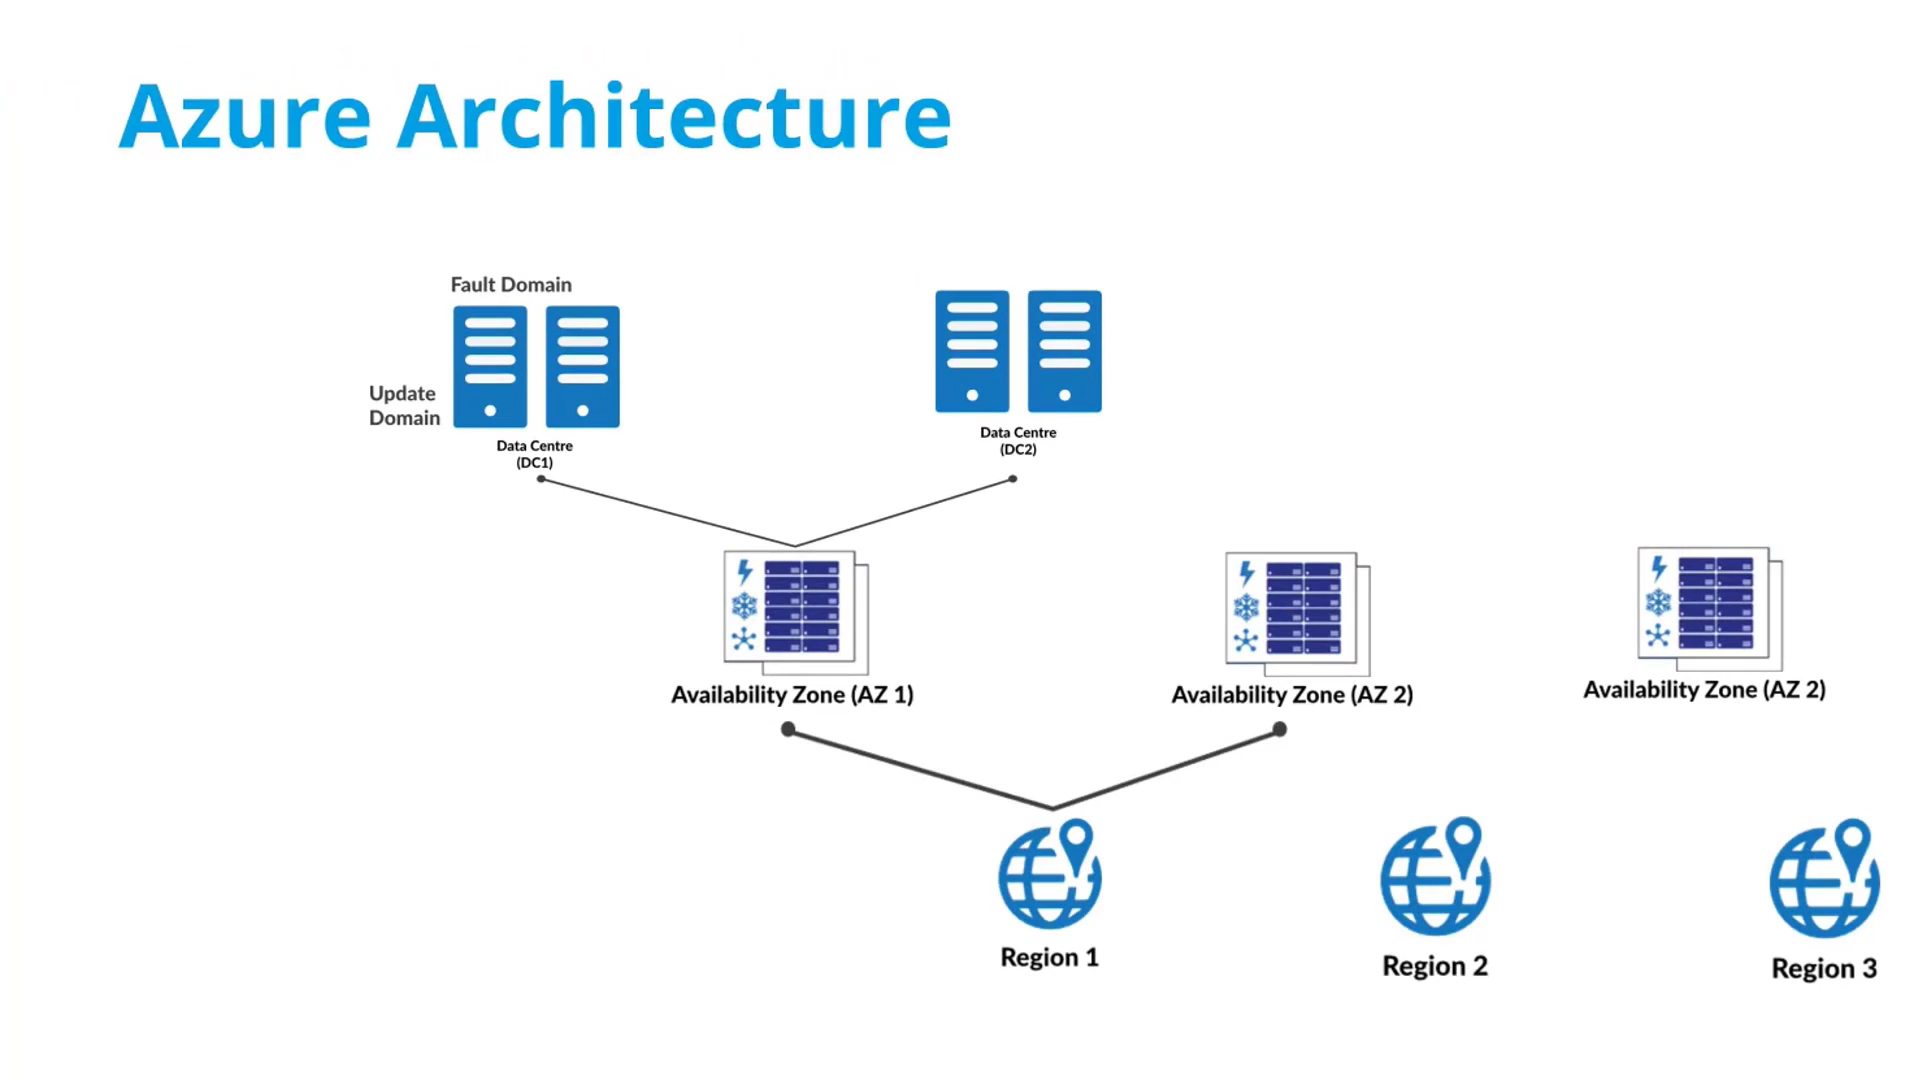 Azure Architecture
Fault Domain
Update
Domain
Data Centre
(DC1)
Data Centre
(DC2)
Availability Zone (AZ 1)
Availability Zone (AZ 2)
Availability Zone (AZ 2)
Region 1
Region 2
Region 3